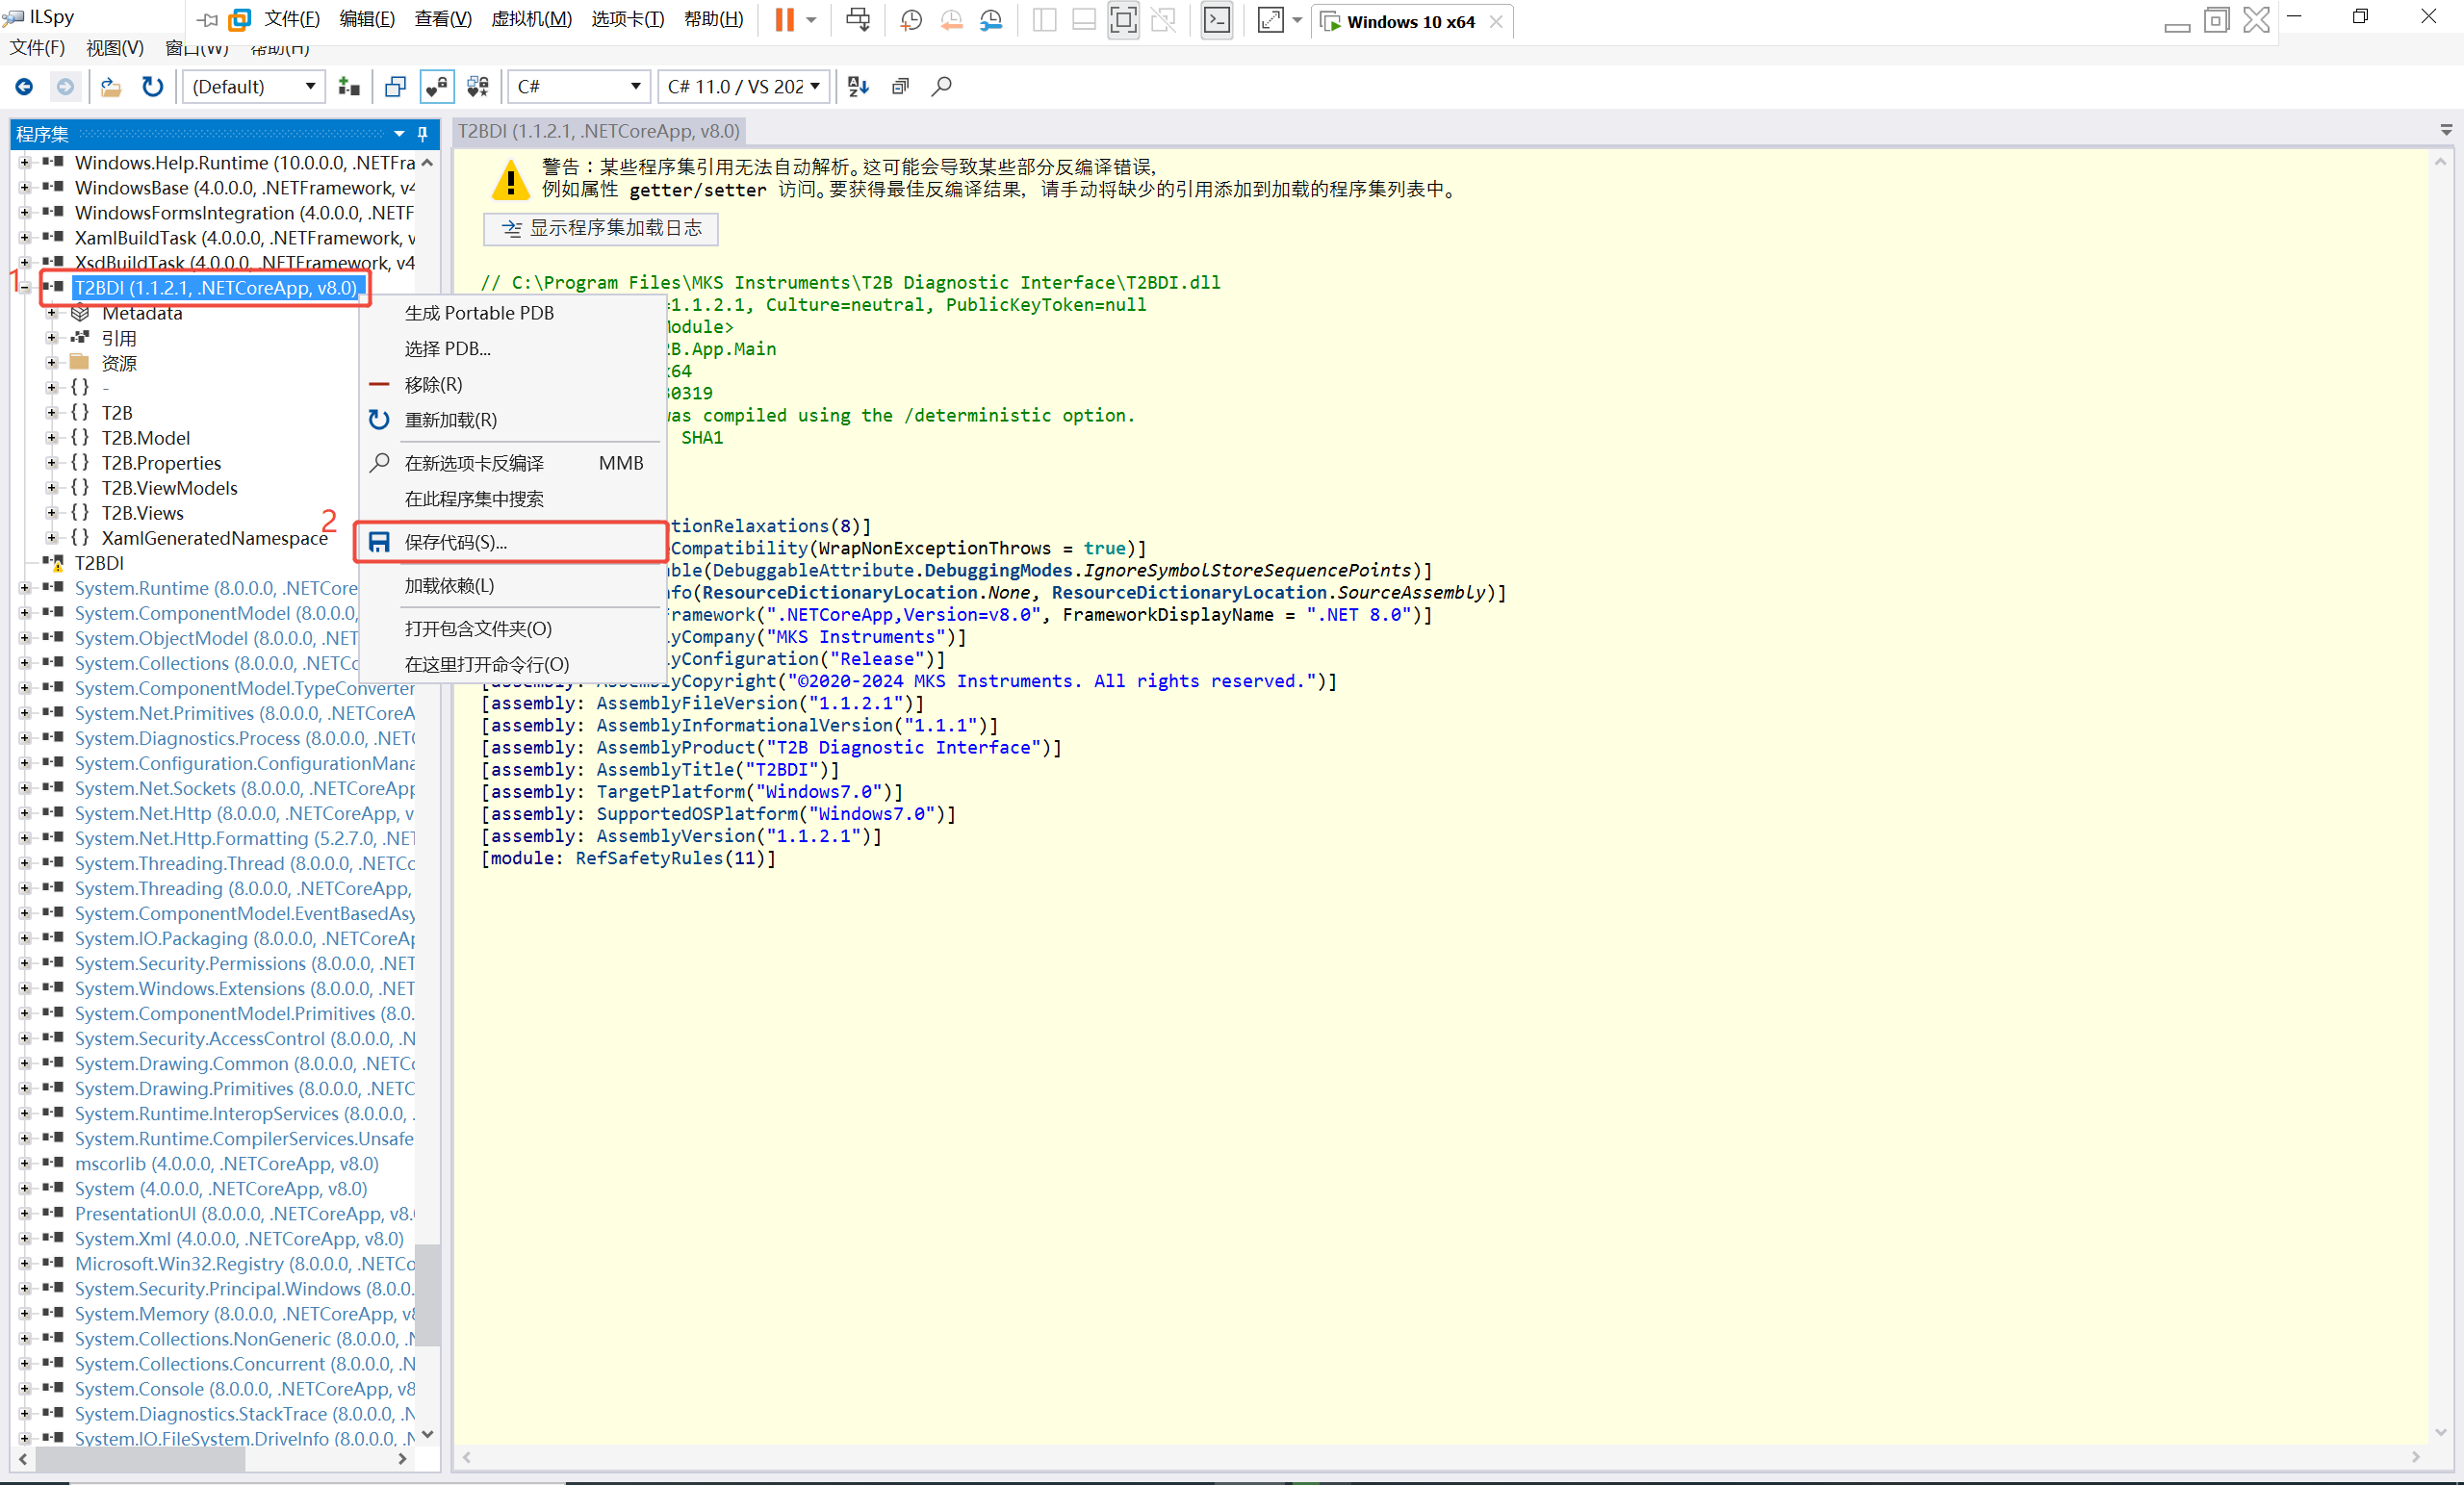 ILSpy
文件(F) 编辑(E) 查看(V) 虚拟机(M) 选项卡(T) 帮助(H)
Windows 10 x64
文件(F) 视图(V) 窗口(W) 帮助(H)
(Default)
C#
C# 11.0 / VS 202
程序集
Windows.Help.Runtime (10.0.0.0, .NETFra
WindowsBase (4.0.0.0, .NETFramework, v4
WindowsFormsIntegration (4.0.0.0, .NETF
XamlBuildTask (4.0.0.0, .NETFramework, v
XsdBuildTask (4.0.0.0, .NETFramework, v4
1
T2BDI (1.1.2.1, .NETCoreApp, v8.0)
Metadata
引用
资源
-
T2B
T2B.Model
T2B.Properties
T2B.ViewModels
T2B.Views
XamlGeneratedNamespace
T2BDI
System.Runtime (8.0.0.0, .NETCore
System.ComponentModel (8.0.0.0,
System.ObjectModel (8.0.0.0, .NET
System.Collections (8.0.0.0, .NETCo
System.ComponentModel.TypeConverter
System.Net.Primitives (8.0.0.0, .NETCoreA
System.Diagnostics.Process (8.0.0.0, .NETC
System.Configuration.ConfigurationMana
System.Net.Sockets (8.0.0.0, .NETCoreApp
System.Net.Http (8.0.0.0, .NETCoreApp, v
System.Net.Http.Formatting (5.2.7.0, .NET
System.Threading.Thread (8.0.0.0, .NETCo
System.Threading (8.0.0.0, .NETCoreApp,
System.ComponentModel.EventBasedAsy
System.IO.Packaging (8.0.0.0, .NETCoreAp
System.Security.Permissions (8.0.0.0, .NET
System.Windows.Extensions (8.0.0.0, .NET
System.ComponentModel.Primitives (8.0.
System.Security.AccessControl (8.0.0.0, .N
System.Drawing.Common (8.0.0.0, .NETCo
System.Drawing.Primitives (8.0.0.0, .NETC
System.Runtime.InteropServices (8.0.0.0, .
System.Runtime.CompilerServices.Unsafe
mscorlib (4.0.0.0, .NETCoreApp, v8.0)
System (4.0.0.0, .NETCoreApp, v8.0)
PresentationUI (8.0.0.0, .NETCoreApp, v8.
System.Xml (4.0.0.0, .NETCoreApp, v8.0)
Microsoft.Win32.Registry (8.0.0.0, .NETCo
System.Security.Principal.Windows (8.0.0.
System.Memory (8.0.0.0, .NETCoreApp, v8
System.Collections.NonGeneric (8.0.0.0, .N
System.Collections.Concurrent (8.0.0.0, .N
System.Console (8.0.0.0, .NETCoreApp, v8
System.Diagnostics.StackTrace (8.0.0.0, .N
System.IO.FileSystem.DriveInfo (8.0.0.0, .N
生成 Portable PDB
选择 PDB...
移除(R)
重新加载(R)
在新选项卡反编译 MMB
在此程序集中搜索
2
保存代码(S)...
加载依赖(L)
打开包含文件夹(O)
在这里打开命令行(O)
T2BDI (1.1.2.1, .NETCoreApp, v8.0)
警告：某些程序集引用无法自动解析。这可能会导致某些部分反编译错误,
例如属性 getter/setter 访问。要获得最佳反编译结果, 请手动将缺少的引用添加到加载的程序集列表中。
显示程序集加载日志
// C:\Program Files\MKS Instruments\T2B Diagnostic Interface\T2BDI.dll
=1.1.2.1, Culture=neutral, PublicKeyToken=null
Module>
2B.App.Main
x64
30319
was compiled using the /deterministic option.
SHA1
tionRelaxations(8)]
eCompatibility(WrapNonExceptionThrows = true)]
ble(DebuggableAttribute.DebuggingModes.IgnoreSymbolStoreSequencePoints)]
fo(ResourceDictionaryLocation.None, ResourceDictionaryLocation.SourceAssembly)]
Framework(".NETCoreApp,Version=v8.0", FrameworkDisplayName = ".NET 8.0")]
yCompany("MKS Instruments")]
yConfiguration("Release")]
[assembly: AssemblyCopyright("©2020-2024 MKS Instruments. All rights reserved.")]
[assembly: AssemblyFileVersion("1.1.2.1")]
[assembly: AssemblyInformationalVersion("1.1.1")]
[assembly: AssemblyProduct("T2B Diagnostic Interface")]
[assembly: AssemblyTitle("T2BDI")]
[assembly: TargetPlatform("Windows7.0")]
[assembly: SupportedOSPlatform("Windows7.0")]
[assembly: AssemblyVersion("1.1.2.1")]
[module: RefSafetyRules(11)]